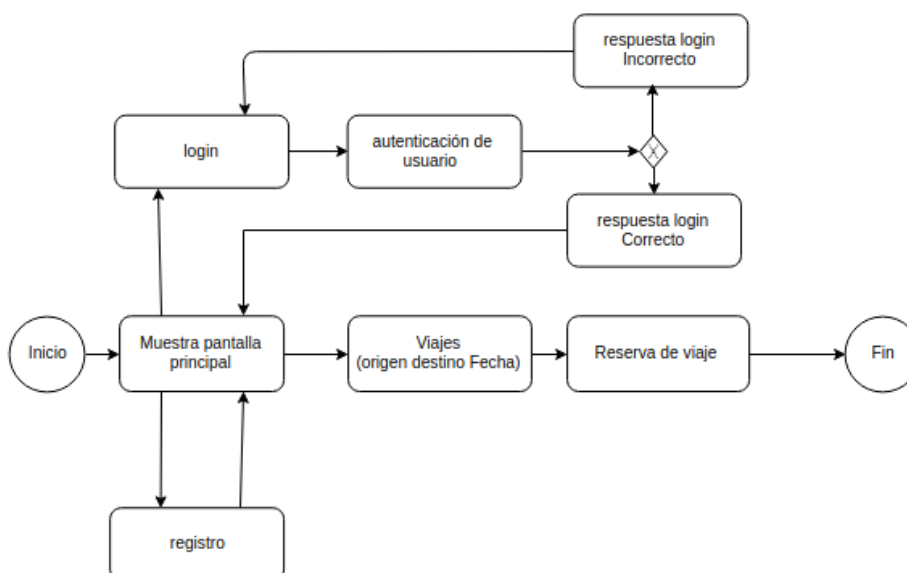 respuesta login
Incorrecto
login
autenticación de
usuario
X
respuesta login
Correcto
Inicio
Muestra pantalla
principal
Viajes
(origen destino Fecha)
Reserva de viaje
Fin
registro